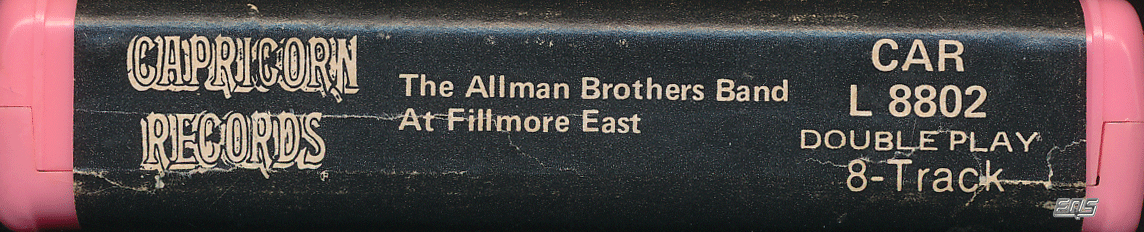 CAPRICORN
RECORDS
The Allman Brothers Band
At Fillmore East
CAR
L 8802
DOUBLE PLAY
8-Track